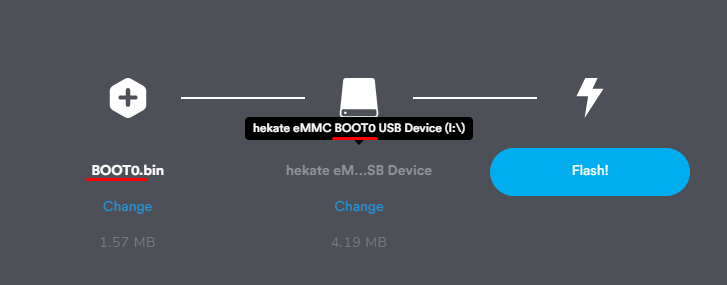 hekate eMMC BOOT0 USB Device (I:\)
BOOT0.bin
hekate eM...SB Device
Flash!
Change
Change
1.57 MB
4.19 MB